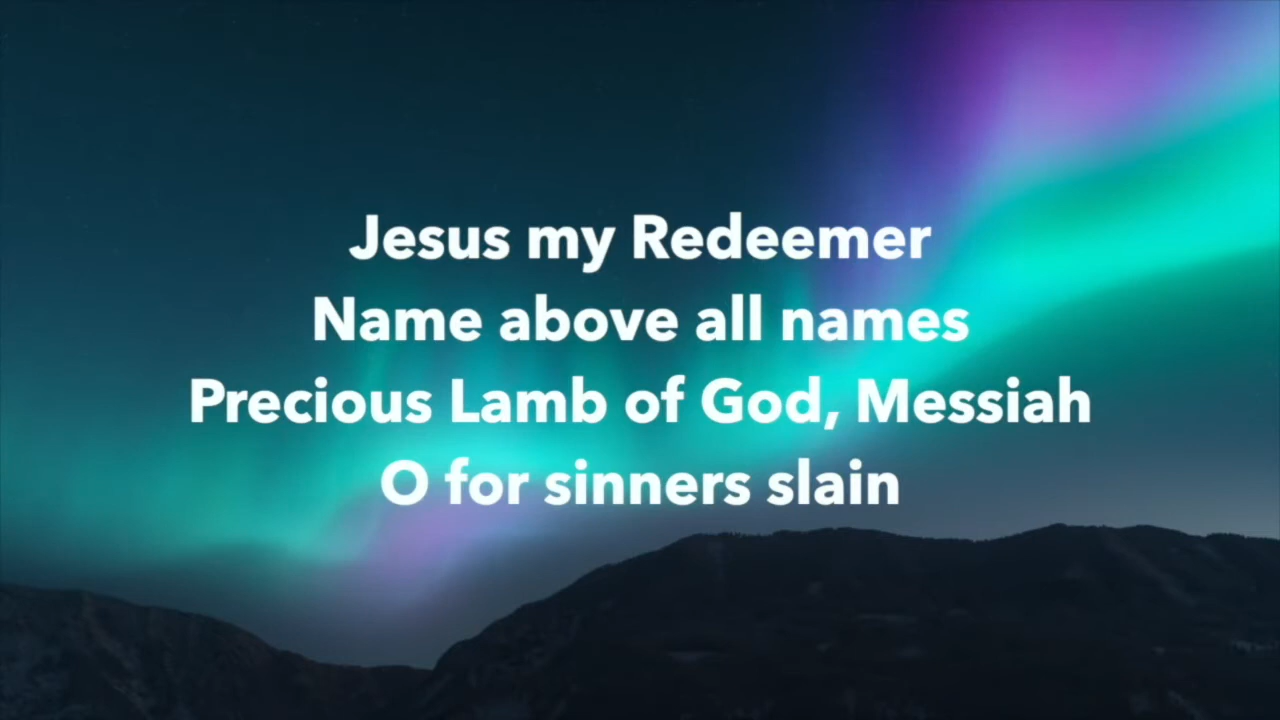 Jesus my Redeemer
Name above all names
Precious Lamb of God, Messiah
O for sinners slain